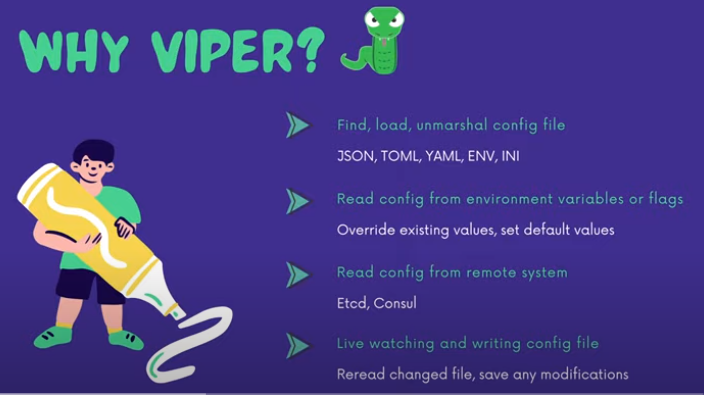 WHY VIPER?
Find, load, unmarshal config file
JSON, TOML, YAML, ENV, INI
Read config from environment variables or flags
Override existing values, set default values
Read config from remote system
Etcd, Consul
Live watching and writing config file
Reread changed file, save any modifications